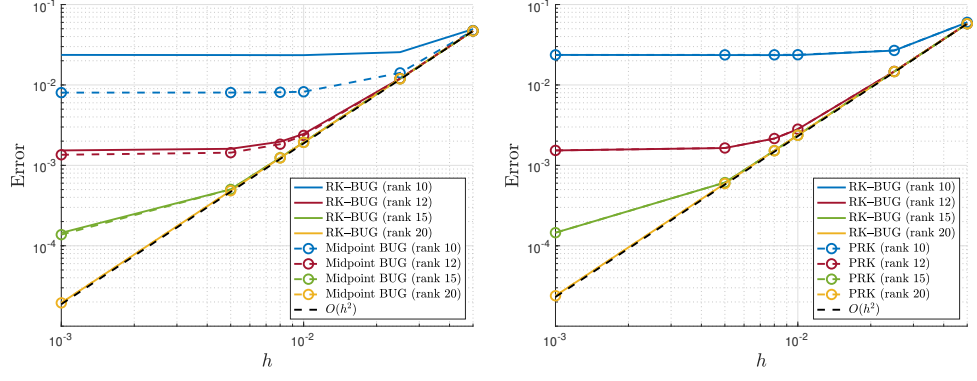 10^-1
10^-2
10^-3
10^-4
Error
RK–BUG (rank 10)
RK–BUG (rank 12)
RK–BUG (rank 15)
RK–BUG (rank 20)
Midpoint BUG (rank 10)
Midpoint BUG (rank 12)
Midpoint BUG (rank 15)
Midpoint BUG (rank 20)
O(h^2)
10^-3
10^-2
h
10^-1
10^-2
10^-3
10^-4
Error
RK–BUG (rank 10)
RK–BUG (rank 12)
RK–BUG (rank 15)
RK–BUG (rank 20)
PRK (rank 10)
PRK (rank 12)
PRK (rank 15)
PRK (rank 20)
O(h^2)
10^-3
10^-2
h